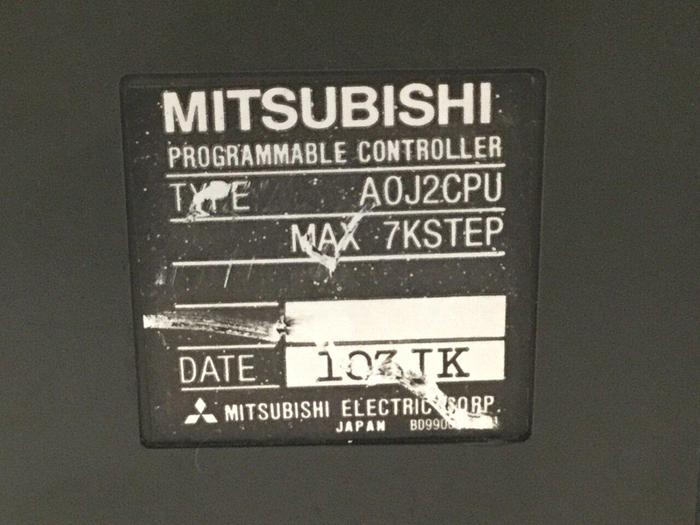 MITSUBISHI
PROGRAMMABLE CONTROLLER
TYPE A0J2CPU
MAX 7KSTEP
DATE
MITSUBISHI ELECTRIC CORP.
JAPAN